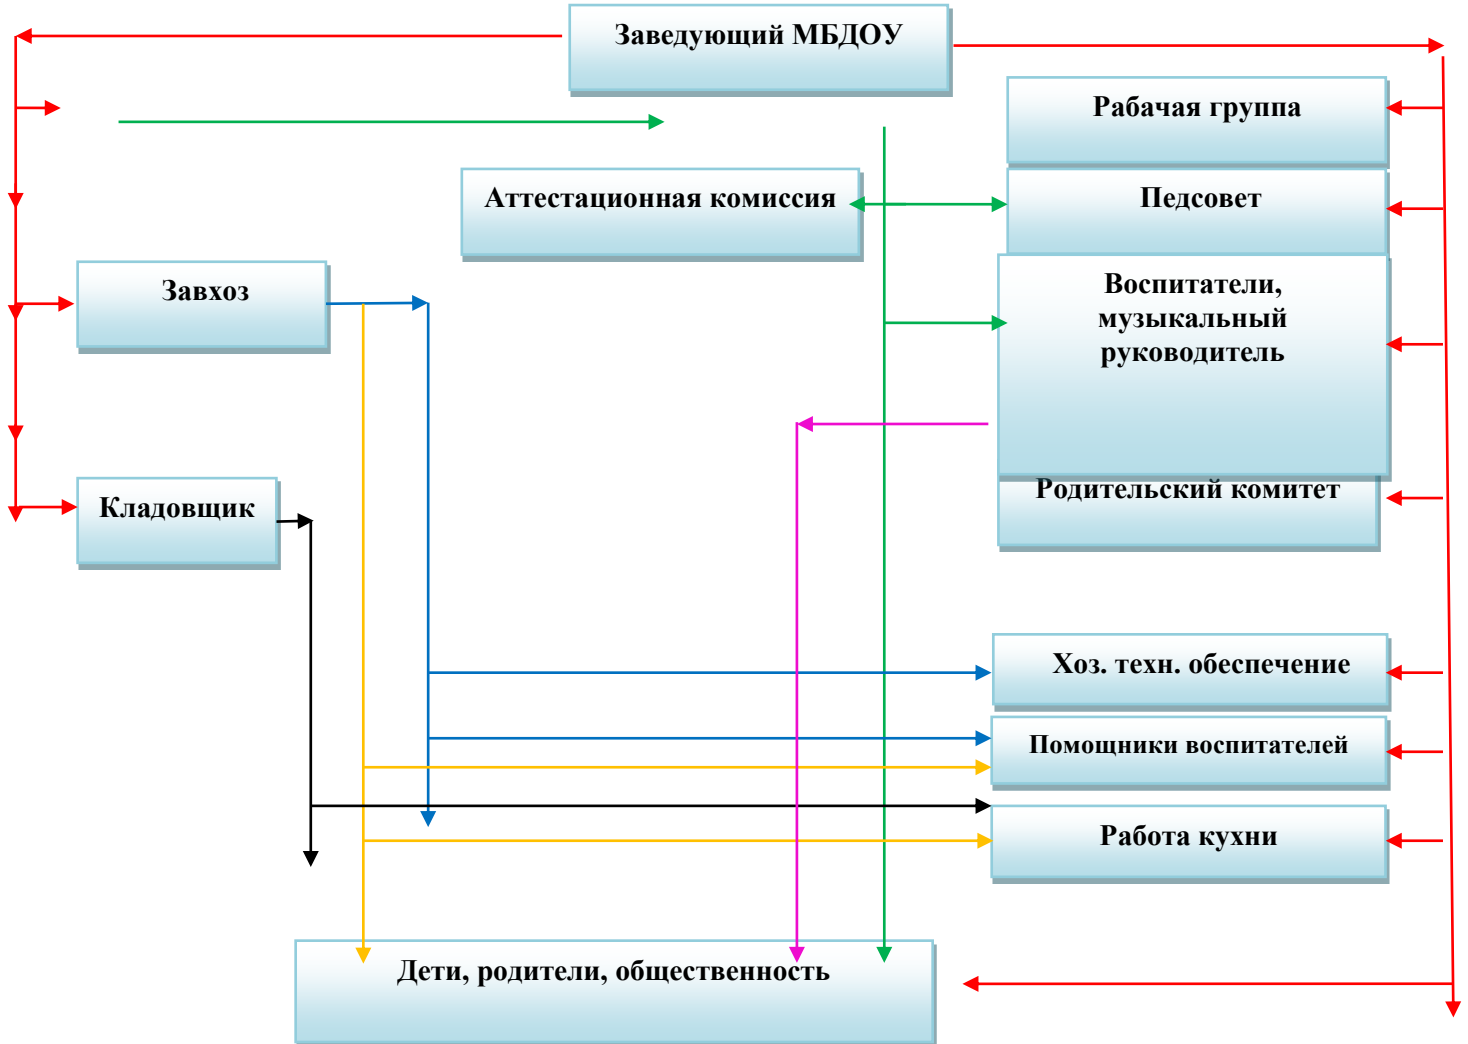 Заведующий МБДОУ
Рабачая группа
Аттестационная комиссия
Педсовет
Завхоз
Воспитатели,
музыкальный
руководитель
Кладовщик
Родительский комитет
Хоз. техн. обеспечение
Помощники воспитателей
Работа кухни
Дети, родители, общественность